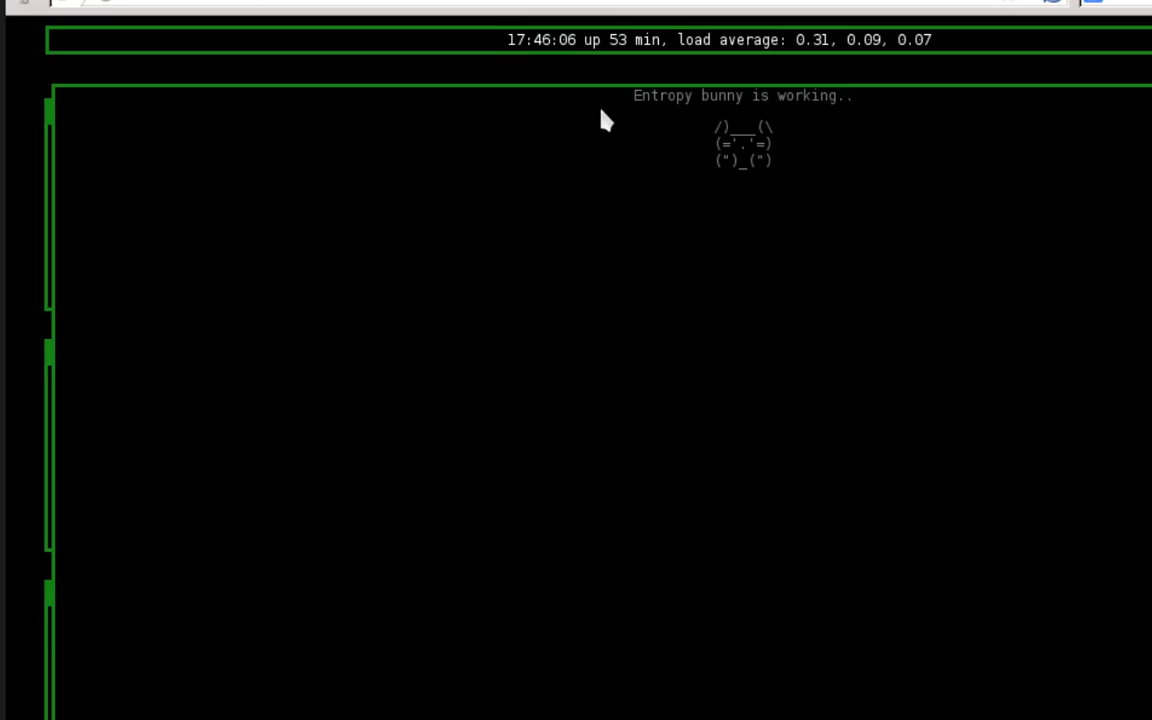 17:46:06 up 53 min, load average: 0.31, 0.09, 0.07
Entropy bunny is working..
/)___(\
(='.'=)
(")_(")